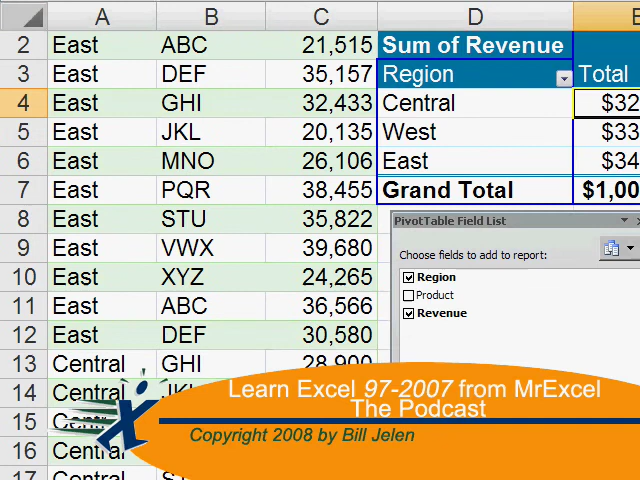 A B C D E
2 East ABC 21,515 Sum of Revenue
3 East DEF 35,157 Region Total
4 East GHI 32,433 Central $32
5 East JKL 20,135 West $33
6 East MNO 26,106 East $34
7 East PQR 38,455 Grand Total $1,00
8 East STU 35,822
PivotTable Field List
9 East VWX 39,680
Choose fields to add to report:
10 East XYZ 24,265
Region
Product
11 East ABC 36,566
Revenue
12 East DEF 30,580
13 Central GHI 28,900
Learn Excel 97-2007 from MrExcel
14 Central
The Podcast
15 Central
Copyright 2008 by Bill Jelen
16 Central
17 Central